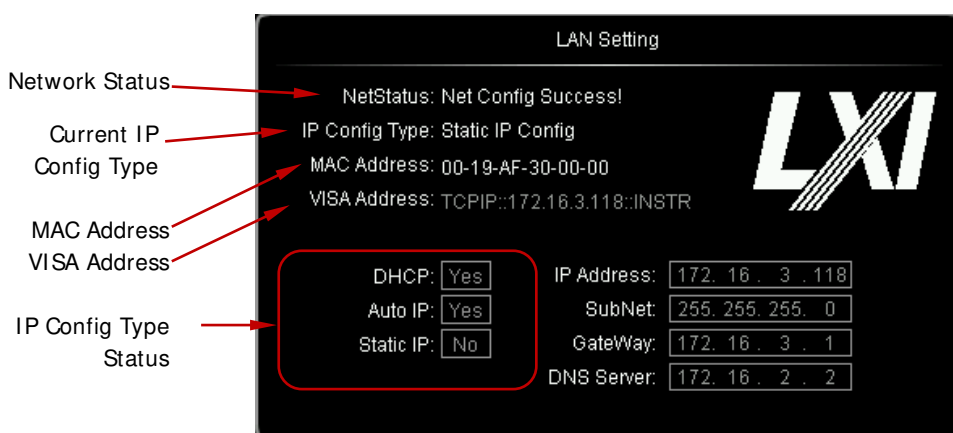 LAN Setting
Network Status
NetStatus: Net Config Success!
Current IP
Config Type
IP Config Type: Static IP Config
MAC Address
MAC Address: 00-19-AF-30-00-00
VISA Address
VISA Address: TCPIP::172.16.3.118::INSTR
LXI
IP Config Type
Status
DHCP: Yes
Auto IP: Yes
Static IP: No
IP Address: 172. 16 . 3 .118
SubNet: 255. 255. 255. 0
GateWay: 172. 16 . 3 . 1
DNS Server: 172. 16 . 2 . 2